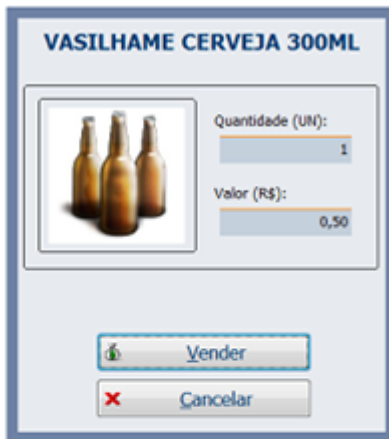 VASILHAME CERVEJA 300ML
Quantidade (UN):
1
Valor (R$):
0,50
Vender
Cancelar